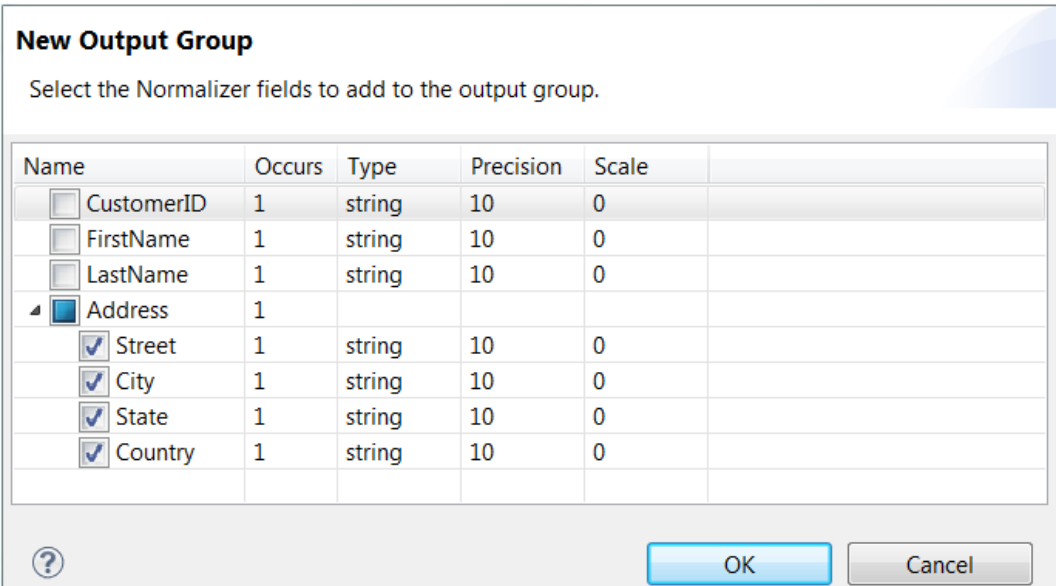 New Output Group
Select the Normalizer fields to add to the output group.
Name Occurs Type Precision Scale
CustomerID 1 string 10 0
FirstName 1 string 10 0
LastName 1 string 10 0
Address 1
Street 1 string 10 0
City 1 string 10 0
State 1 string 10 0
Country 1 string 10 0
? OK Cancel